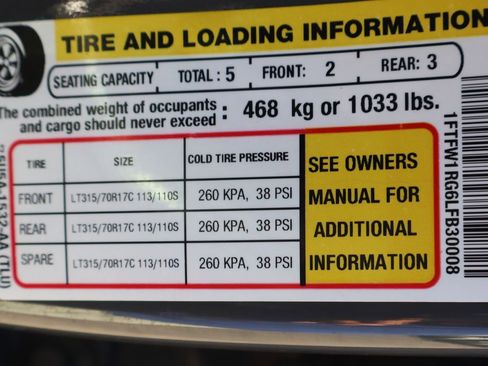 TIRE AND LOADING INFORMATION
SEATING CAPACITY TOTAL : 5 FRONT: 2 REAR: 3
The combined weight of occupants
and cargo should never exceed : 468 kg or 1033 lbs.
TIRE SIZE COLD TIRE PRESSURE
FRONT LT315/70R17C 113/110S 260 KPA, 38 PSI
REAR LT315/70R17C 113/110S 260 KPA, 38 PSI
SPARE LT315/70R17C 113/110S 260 KPA, 38 PSI
SEE OWNERS
MANUAL FOR
ADDITIONAL
INFORMATION
1FTFW1RG6LFB30008